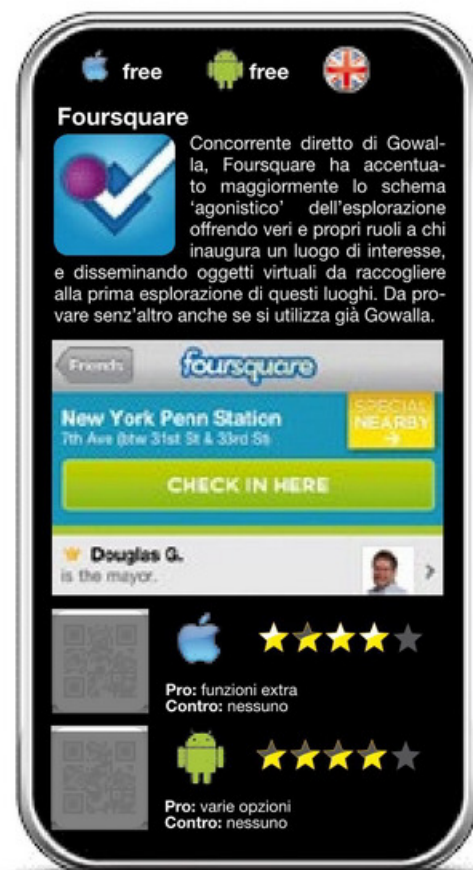 free free
Foursquare
Concorrente diretto di Gowal-
la, Foursquare ha accentua-
to maggiormente lo schema
‘agonistico’ dell’esplorazione
offrendo veri e propri ruoli a chi
inaugura un luogo di interesse,
e disseminando oggetti virtuali da raccogliere
alla prima esplorazione di questi luoghi. Da pro-
vare senz’altro anche se si utilizza già Gowalla.
Friends foursquare
New York Penn Station
7th Ave (btw 31st St & 33rd St)
SPECIAL
NEARBY
CHECK IN HERE
Douglas G.
is the mayor.
Pro: funzioni extra
Contro: nessuno
Pro: varie opzioni
Contro: nessuno